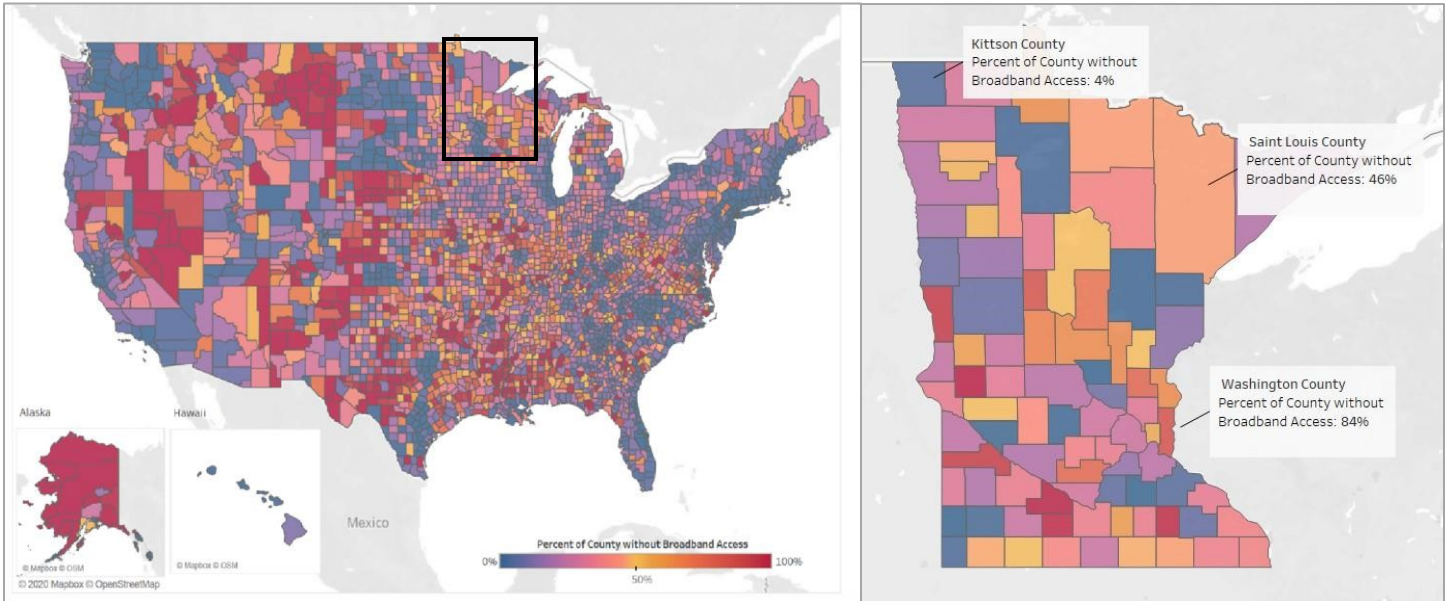 Alaska
Hawaii
Mexico
© Mapbox © OSM
© Mapbox © OSM
© 2020 Mapbox © OpenStreetMap
Percent of County without Broadband Access
0%
100%
50%
Kittson County
Percent of County without
Broadband Access: 4%
Saint Louis County
Percent of County without
Broadband Access: 46%
Washington County
Percent of County without
Broadband Access: 84%